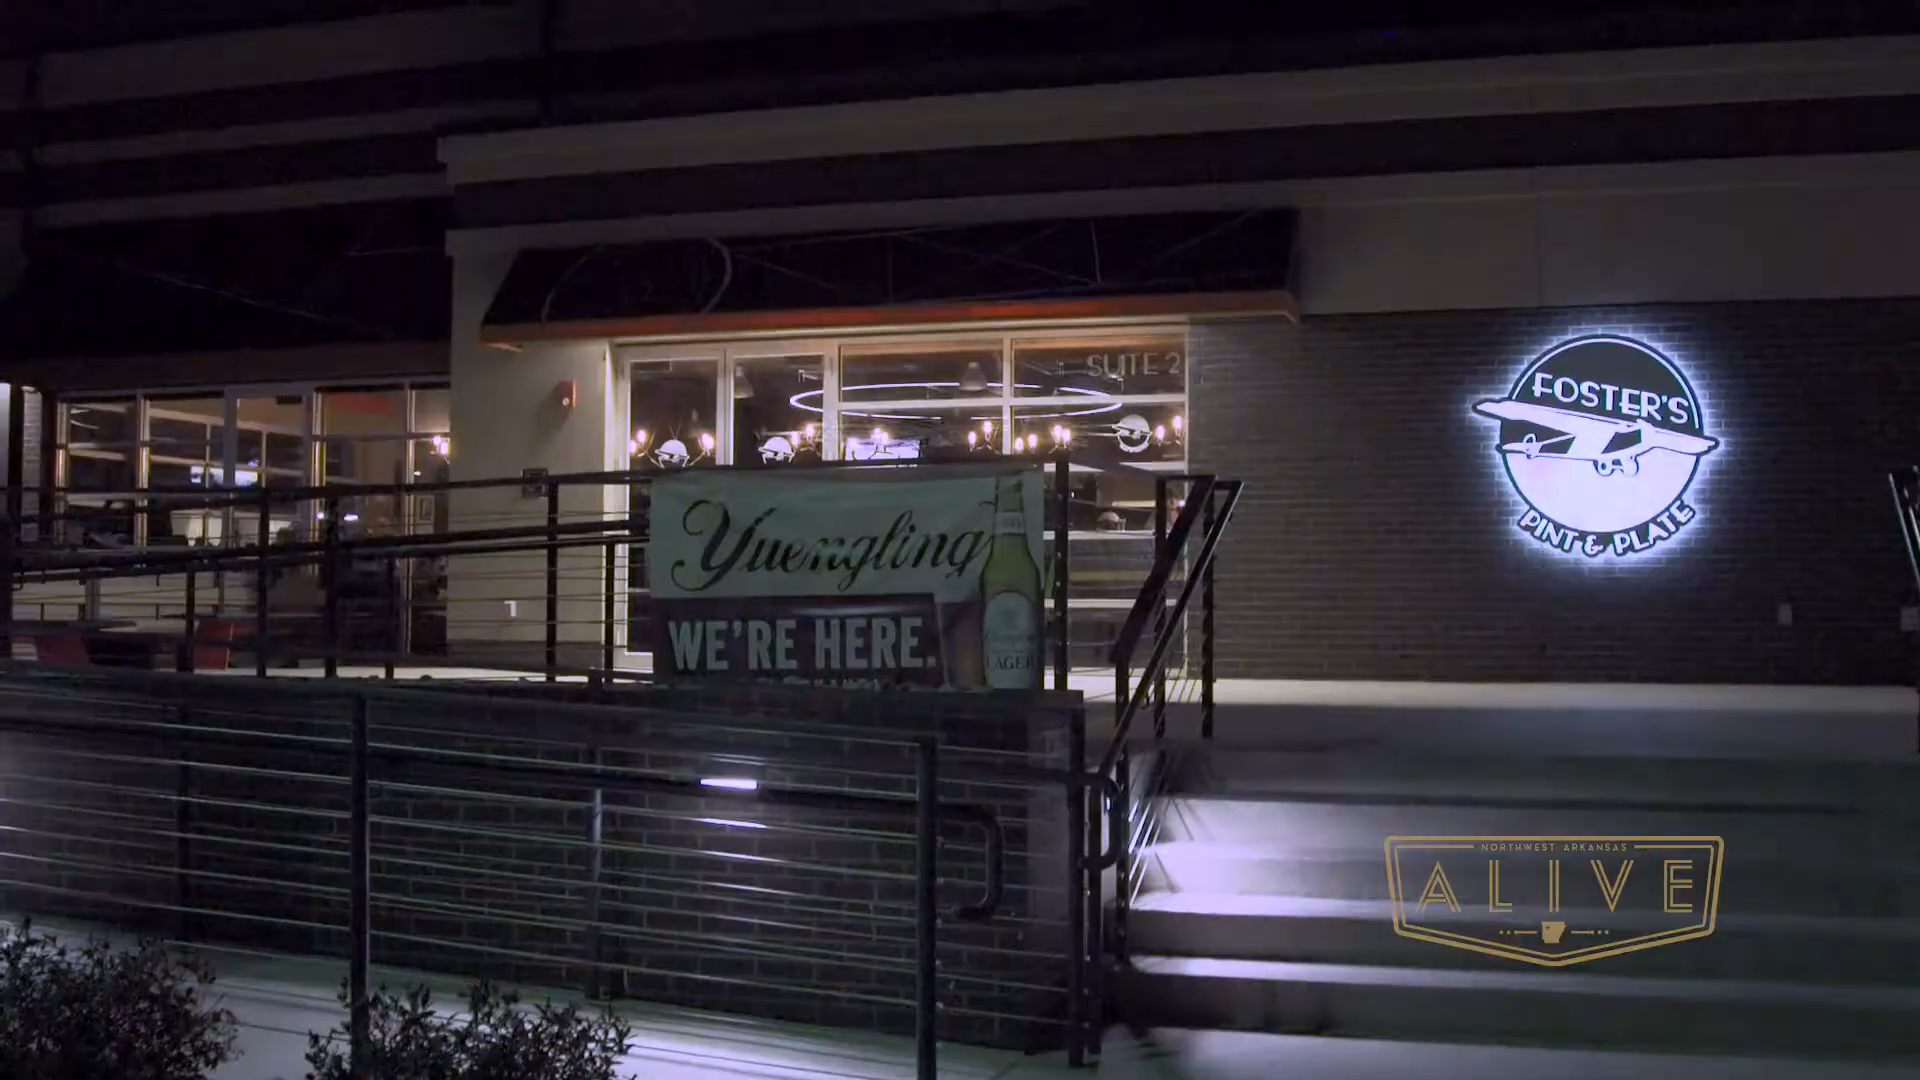 SUITE 2
FOSTER'S
PINT & PLATE
Yuengling
WE'RE HERE.
LAGER
NORTHWEST ARKANSAS
ALIVE